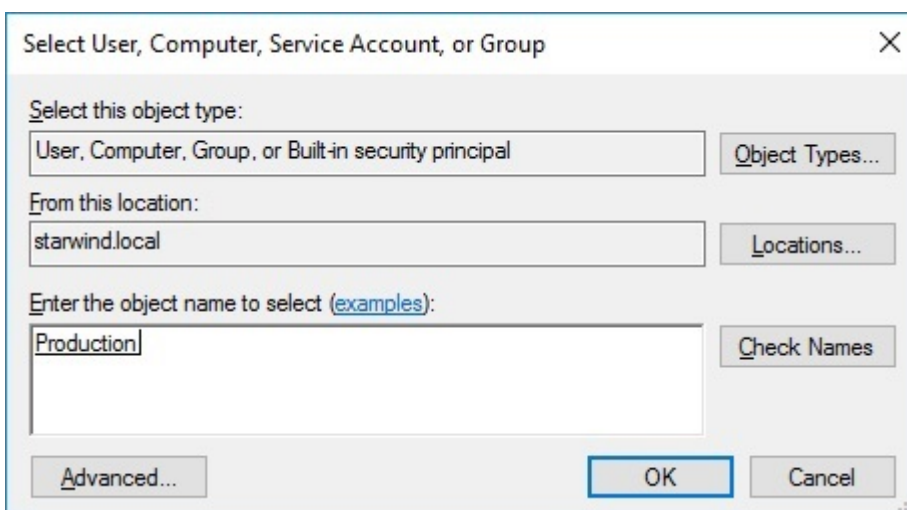 Select User, Computer, Service Account, or Group
Select this object type:
User, Computer, Group, or Built-in security principal
Object Types...
From this location:
starwind.local
Locations...
Enter the object name to select (examples):
Production
Check Names
Advanced...
OK
Cancel